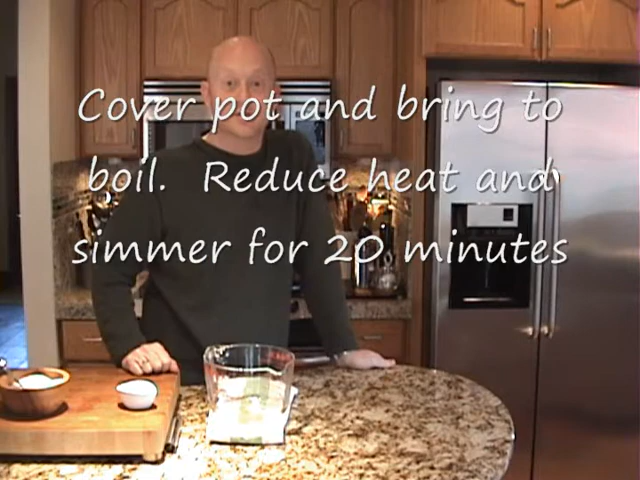 Cover pot and bring to
boil. Reduce heat and
simmer for 20 minutes